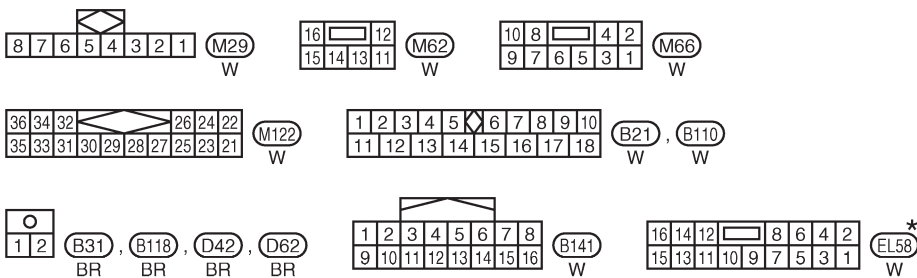 8 7 6 5 4 3 2 1 M29
W
16 12
15 14 13 11 M62
W
10 8 4 2
9 7 6 5 3 1 M66
W
36 34 32 26 24 22
35 33 31 30 29 28 27 25 23 21 M122
W
1 2 3 4 5 6 7 8 9 10
11 12 13 14 15 16 17 18 B21 , B110
W W
1 2 B31 , B118 , D42 , D62
BR BR BR BR
1 2 3 4 5 6 7 8
9 10 11 12 13 14 15 16 B141
W
16 14 12 8 6 4 2 *
15 13 11 10 9 7 5 3 1 EL58
W